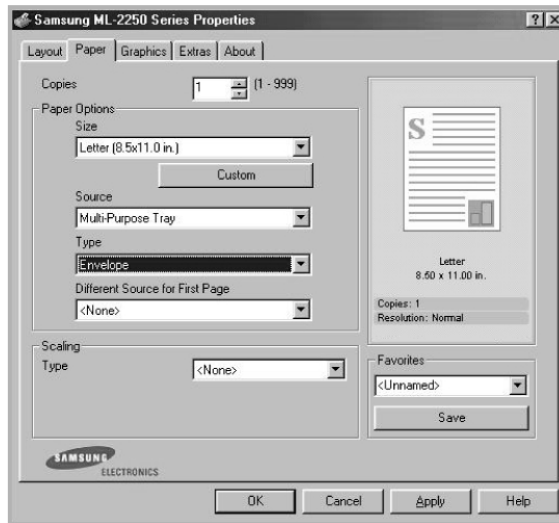 Samsung ML-2250 Series Properties
Layout Paper Graphics Extras About
Copies 1 (1 - 999)
Paper Options
Size
Letter (8.5x11.0 in.)
Custom
Source
Multi-Purpose Tray
Type
Envelope
Different Source for First Page
<None>
Scaling
Type <None>
S
Letter
8.50 x 11.00 in.
Copies: 1
Resolution: Normal
Favorites
<Unnamed>
Save
SAMSUNG
ELECTRONICS
OK Cancel Apply Help